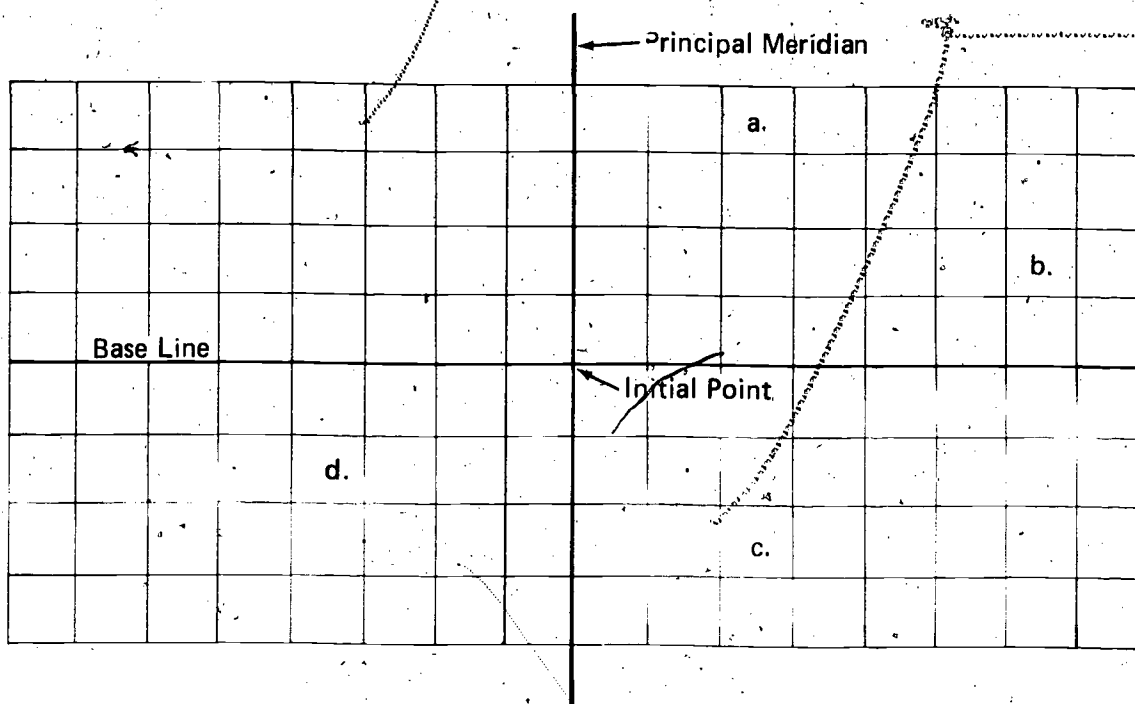 Principal Meridian
a.
b.
Base Line
Initial Point
d.
c.